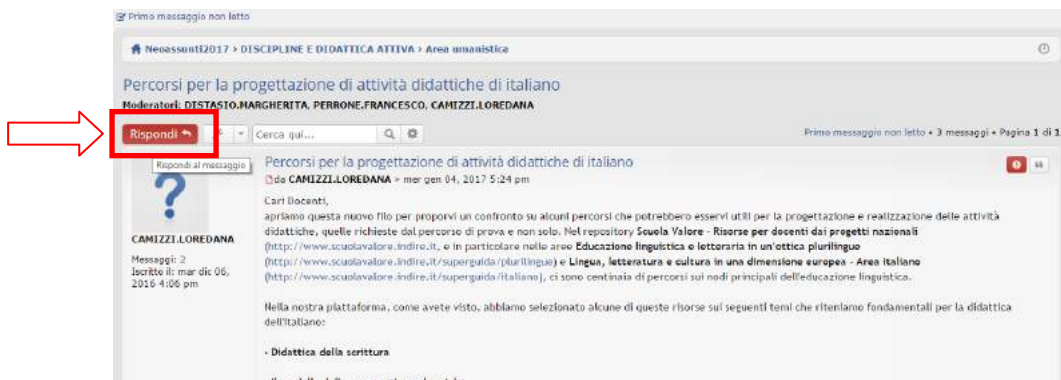 Primo messaggio non letto
Neoassunti2017 › DISCIPLINE E DIDATTICA ATTIVA › Area umanistica
Percorsi per la progettazione di attività didattiche di italiano
Moderatori: DISTASIO.MARGHERITA, PERRONE.FRANCESCO, CAMIZZI.LOREDANA
Rispondi
Cerca qui...
Primo messaggio non letto • 3 messaggi • Pagina 1 di 1
Rispondi al messaggio
Percorsi per la progettazione di attività didattiche di italiano
da CAMIZZI.LOREDANA » mer gen 04, 2017 5:24 pm
CAMIZZI.LOREDANA
Messaggi: 2
Iscritto il: mar dic 06,
2016 4:06 pm
Cari Docenti,
apriamo questa nuovo filo per proporvi un confronto su alcuni percorsi che potrebbero esservi utili per la progettazione e realizzazione delle attività
didattiche, quelle richieste dal percorso di prova e non solo. Nel repository Scuola Valore - Risorse per docenti dai progetti nazionali
(http://www.scuolavalore.indire.it, e in particolare nelle aree Educazione linguistica e letteraria in un'ottica plurilingue
(http://www.scuolavalore.indire.it/superguida/plurilingue) e Lingua, letteratura e cultura in una dimensione europea - Area italiano
(http://www.scuolavalore.indire.it/superguida/italiano), ci sono centinaia di percorsi sui nodi principali dell'educazione linguistica.
Nella nostra piattaforma, come avete visto, abbiamo selezionato alcune di queste risorse sui seguenti temi che riteniamo fondamentali per la didattica
dell'italiano:
- Didattica della scrittura